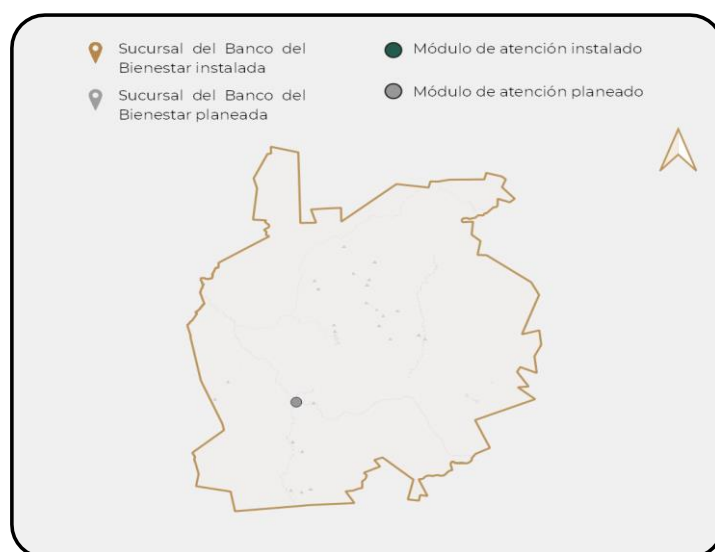 Sucursal del Banco del
Bienestar instalada
Sucursal del Banco del
Bienestar planeada
Módulo de atención instalado
Módulo de atención planeado